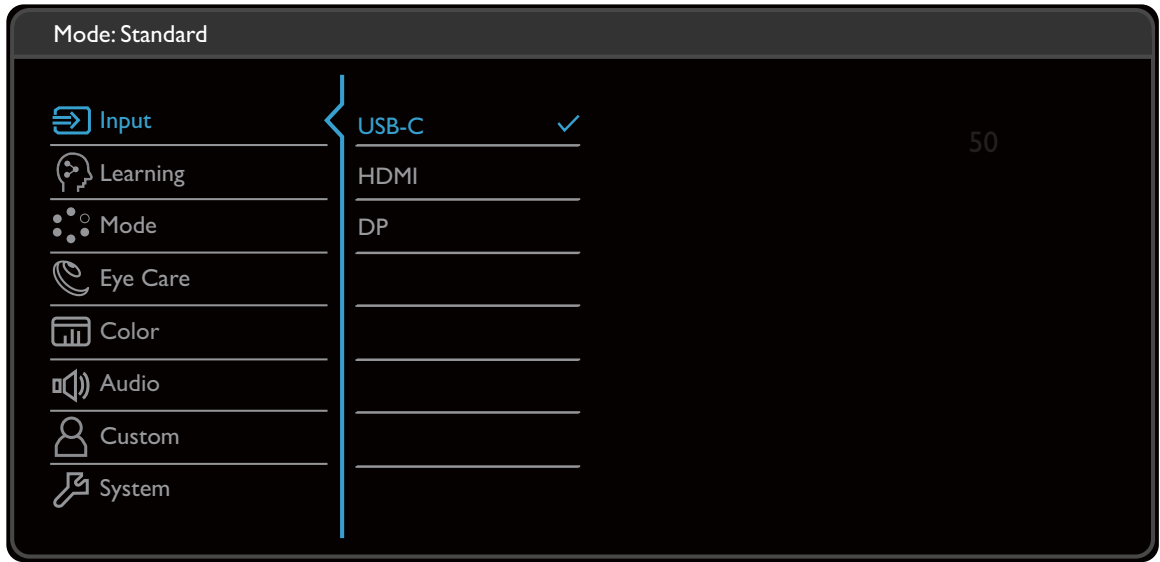 Mode: Standard
Input
USB-C
50
Learning
HDMI
Mode
DP
Eye Care
Color
Audio
Custom
System